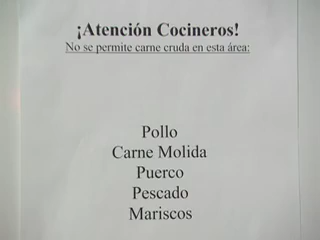 ¡Atención Cocineros!
No se permite carne cruda en esta área:
Pollo
Carne Molida
Puerco
Pescado
Mariscos